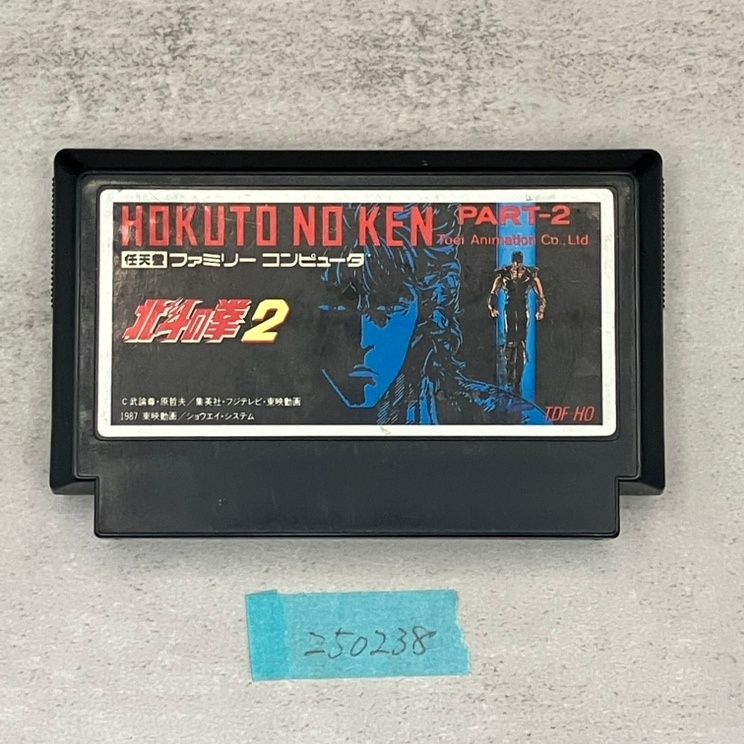 HOKUTO NO KEN PART-2
Toei Animation Co., Ltd
任天堂 ファミリー コンピュータ
北斗の拳2
C 武論尊・原哲夫／集英社・フジテレビ・東映動画
1987 東映動画／ショウエイ・システム
TDF-HO
250238